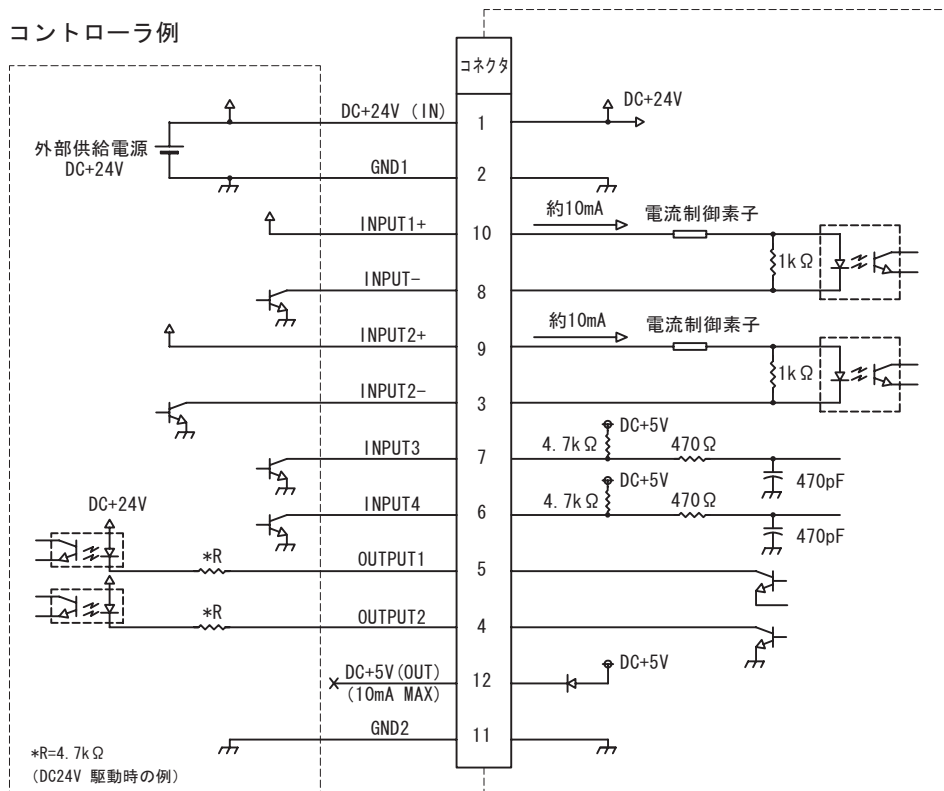 コントローラ例
コネクタ
DC+24V (IN)
1
DC+24V
外部供給電源
DC+24V
GND1
2
INPUT1+
10
約10mA
電流制御素子
1kΩ
INPUT-
8
INPUT2+
9
約10mA
電流制御素子
1kΩ
INPUT2-
3
DC+5V
INPUT3
7
4.7kΩ
470Ω
470pF
DC+5V
DC+24V
INPUT4
6
4.7kΩ
470Ω
470pF
*R
OUTPUT1
5
*R
OUTPUT2
4
DC+5V(OUT)
(10mA MAX)
12
DC+5V
GND2
11
*R=4.7kΩ
(DC24V 駆動時の例)